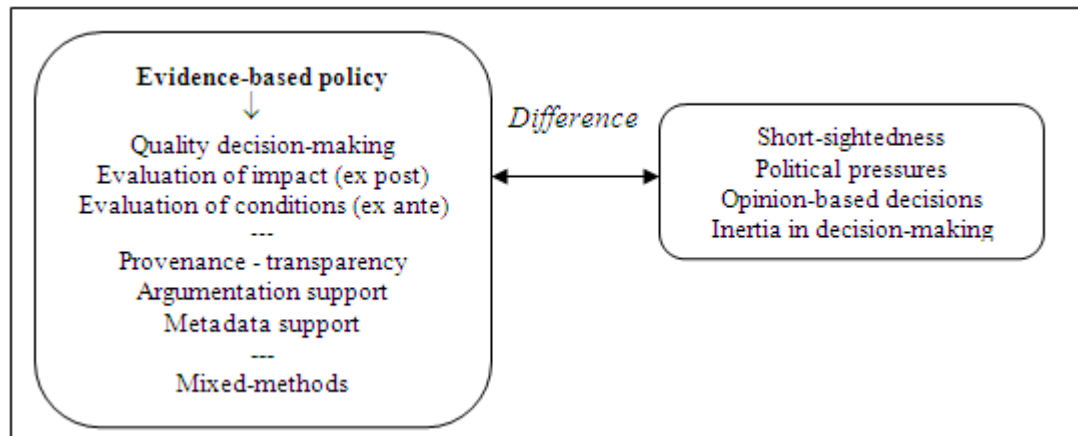 Evidence-based policy
↓
Quality decision-making
Evaluation of impact (ex post)
Evaluation of conditions (ex ante)
---
Provenance - transparency
Argumentation support
Metadada support
---
Mixed-methods
Difference
Short-sightedness
Political pressures
Opinion-based decisions
Inertia in decision-making